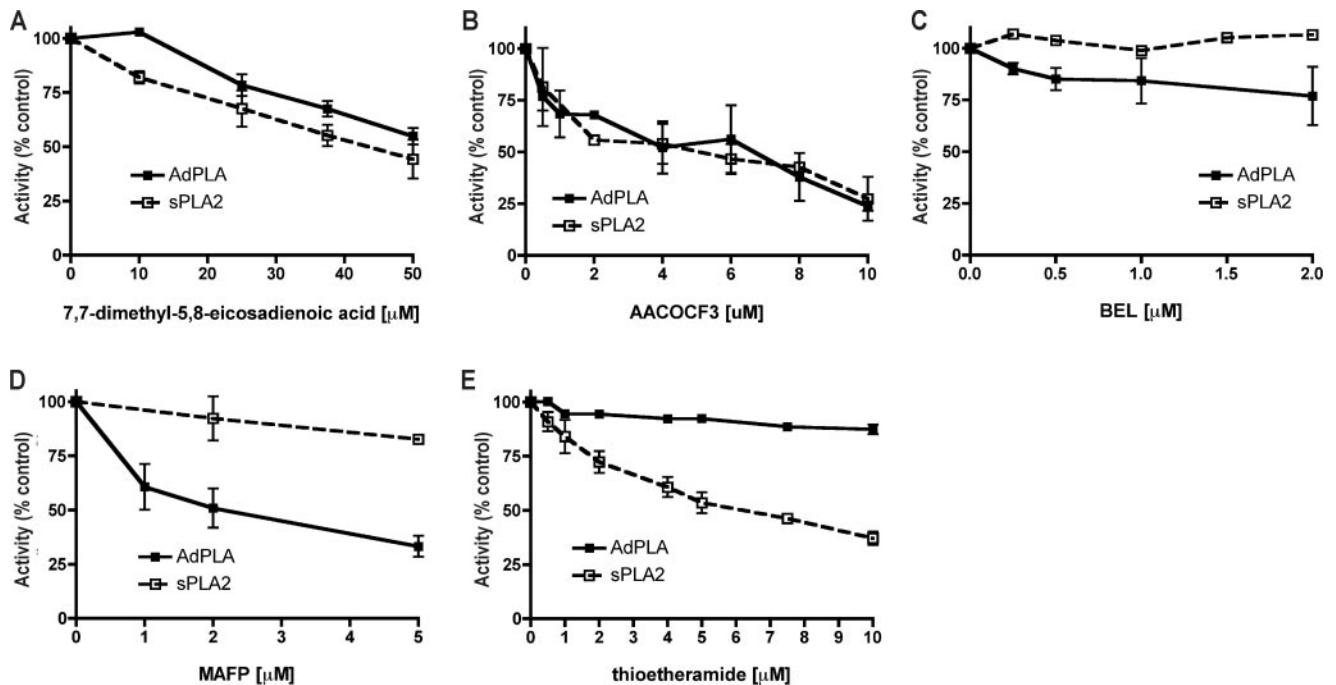 A
Activity (% control)
100
75
50
25
0
AdPLA
sPLA2
0 10 20 30 40 50
7,7-dimethyl-5,8-eicosadienoic acid [μM]
B
Activity (% control)
100
75
50
25
0
AdPLA
sPLA2
0 2 4 6 8 10
AACOCF3 [uM]
C
Activity (% control)
100
75
50
25
0
AdPLA
sPLA2
0.0 0.5 1.0 1.5 2.0
BEL [μM]
D
Activity (% control)
100
75
50
25
0
AdPLA
sPLA2
0 1 2 3 4 5
MAFP [μM]
E
Activity (% control)
100
75
50
25
0
AdPLA
sPLA2
0 1 2 3 4 5 6 7 8 9 10
thioetheramide [μM]